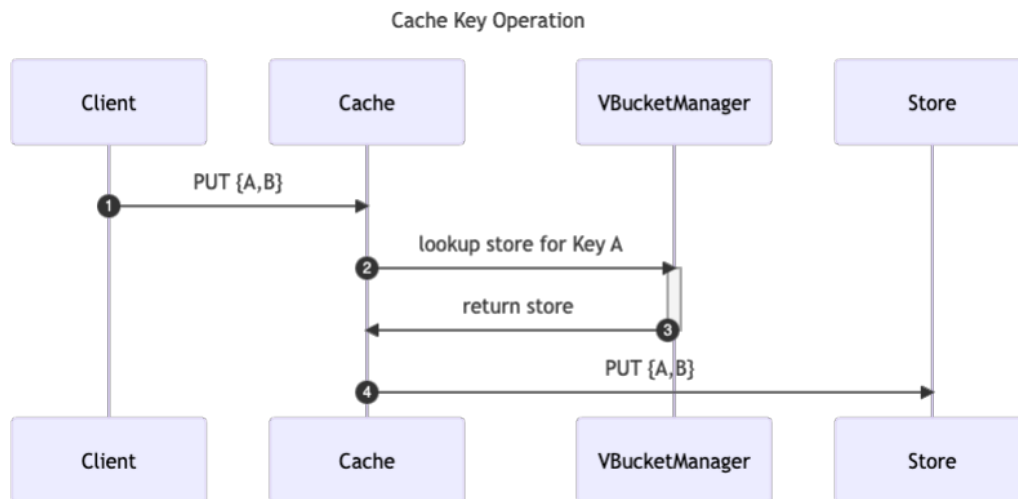 Cache Key Operation
Client
Cache
VBucketManager
Store
PUT {A,B}
1
lookup store for Key A
2
return store
3
PUT {A,B}
4
Client
Cache
VBucketManager
Store